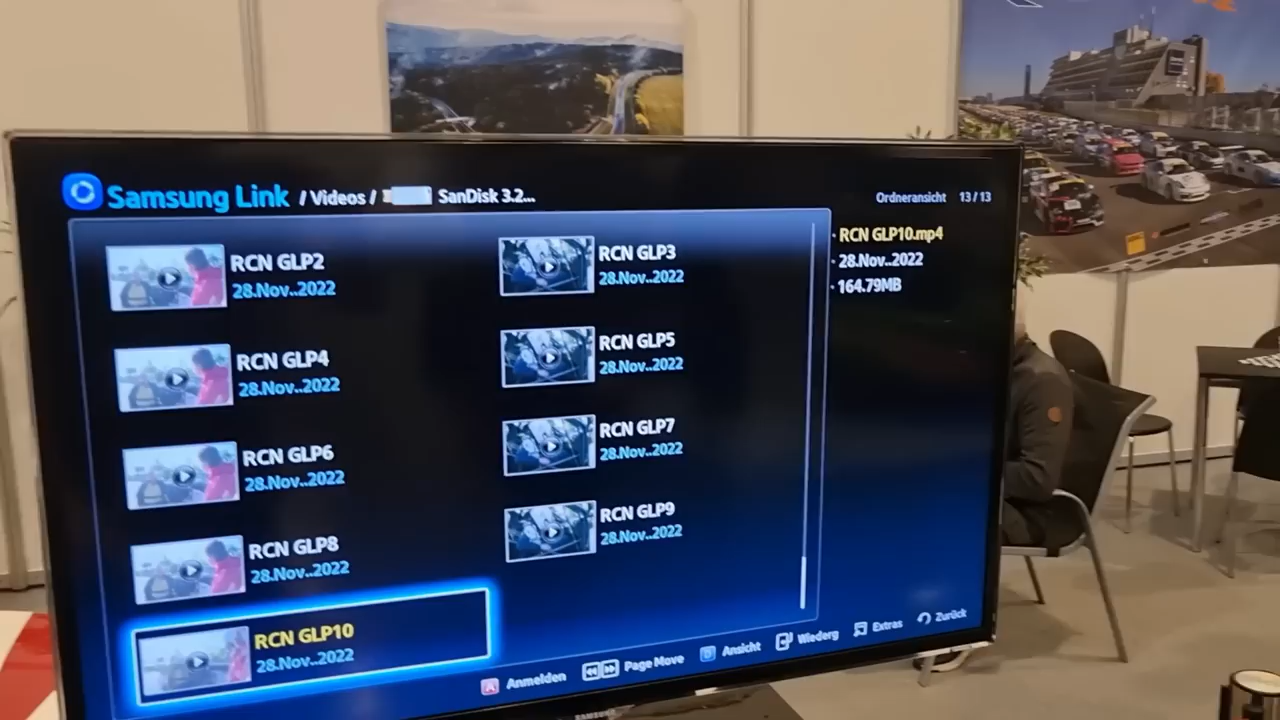 Samsung Link / Videos / SanDisk 3.2...
Ordneransicht 13/13
RCN GLP2
28.Nov..2022
RCN GLP3
28.Nov..2022
RCN GLP4
28.Nov..2022
RCN GLP5
28.Nov..2022
RCN GLP6
28.Nov..2022
RCN GLP7
28.Nov..2022
RCN GLP8
28.Nov..2022
RCN GLP9
28.Nov..2022
RCN GLP10
28.Nov..2022
· RCN GLP10.mp4
· 28.Nov..2022
· 164.79MB
A Anmelden Page Move D Ansicht Wiederg Extras Zurück
SAMSUNG